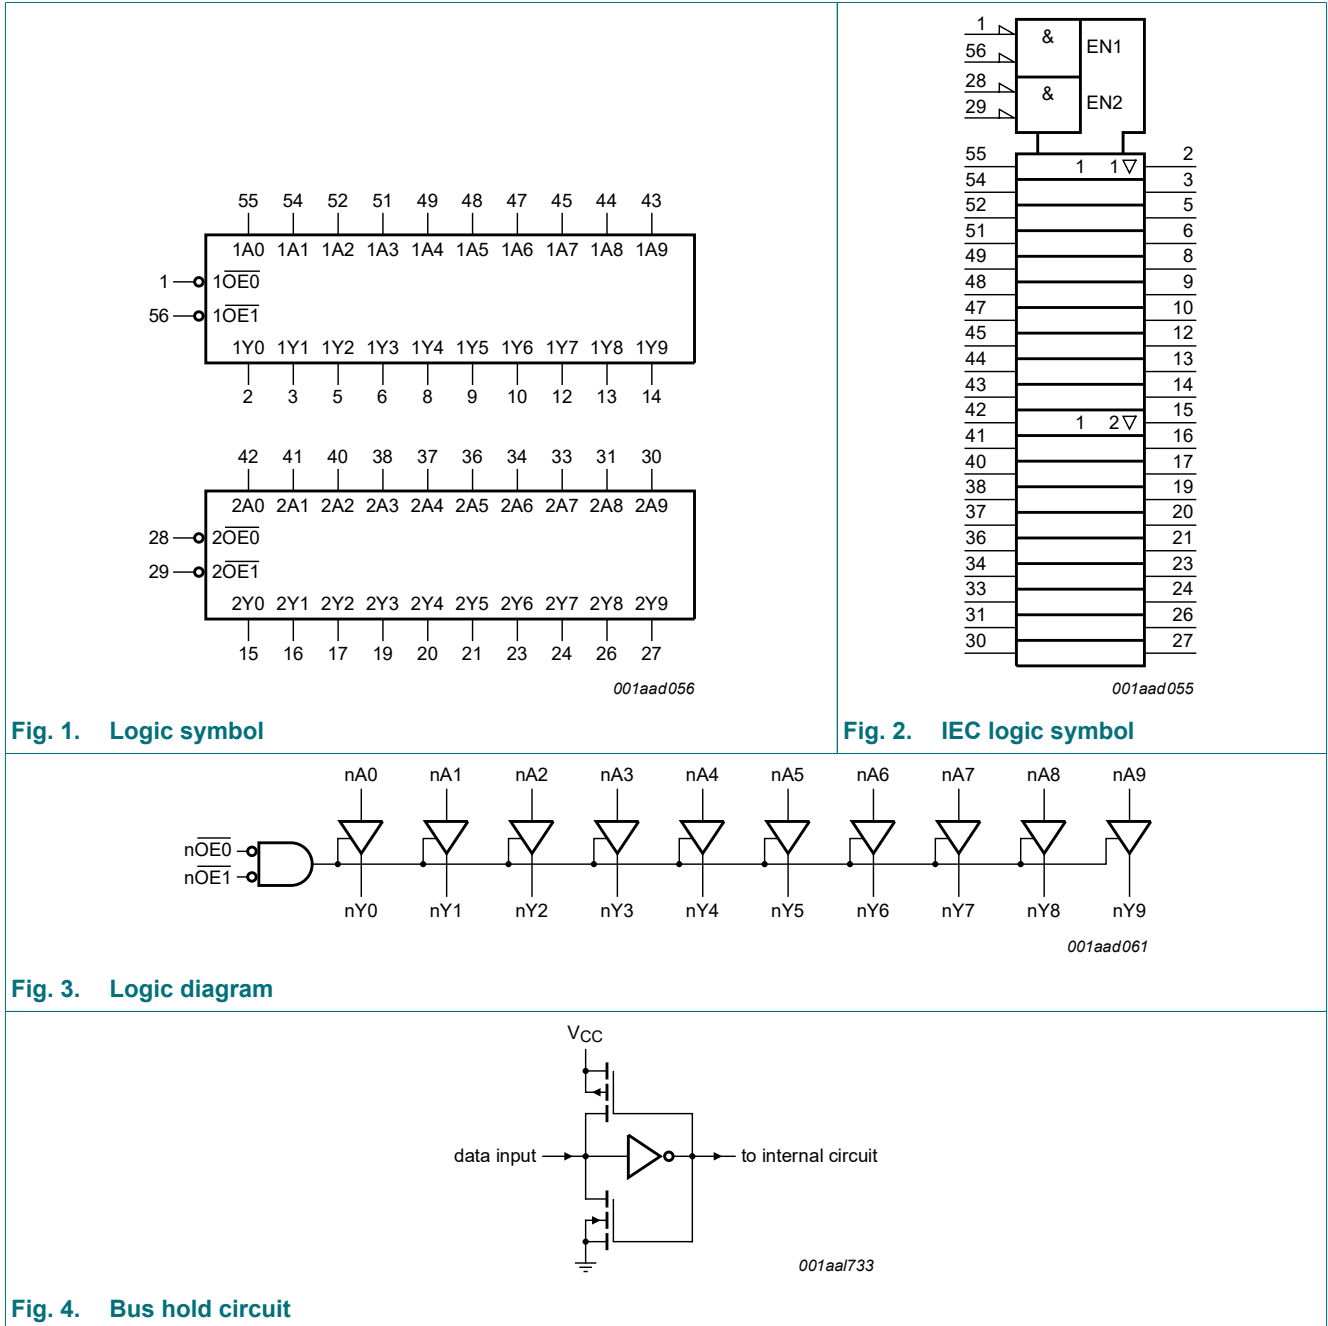 55 54 52 51 49 48 47 45 44 43
1A0 1A1 1A2 1A3 1A4 1A5 1A6 1A7 1A8 1A9
1 1OE0
56 1OE1
1Y0 1Y1 1Y2 1Y3 1Y4 1Y5 1Y6 1Y7 1Y8 1Y9
2 3 5 6 8 9 10 12 13 14
42 41 40 38 37 36 34 33 31 30
2A0 2A1 2A2 2A3 2A4 2A5 2A6 2A7 2A8 2A9
28 2OE0
29 2OE1
2Y0 2Y1 2Y2 2Y3 2Y4 2Y5 2Y6 2Y7 2Y8 2Y9
15 16 17 19 20 21 23 24 26 27
001aad056
Fig. 1. Logic symbol
1 & EN1
56
28 & EN2
29
55 1 1▽ 2
54 3
52 5
51 6
49 8
48 9
47 10
45 12
44 13
43 14
42 1 2▽ 15
41 16
40 17
38 19
37 20
36 21
34 23
33 24
31 26
30 27
001aad055
Fig. 2. IEC logic symbol
nA0 nA1 nA2 nA3 nA4 nA5 nA6 nA7 nA8 nA9
nOE0
nOE1
nY0 nY1 nY2 nY3 nY4 nY5 nY6 nY7 nY8 nY9
001aad061
Fig. 3. Logic diagram
VCC
data input to internal circuit
001aal733
Fig. 4. Bus hold circuit